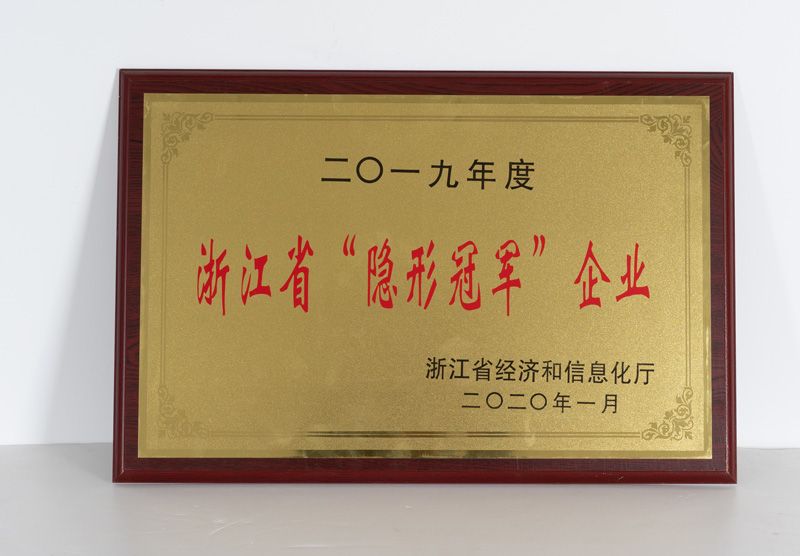 二〇一九年度
浙江省“隐形冠军”企业
浙江省经济和信息化厅
二〇二〇年一月